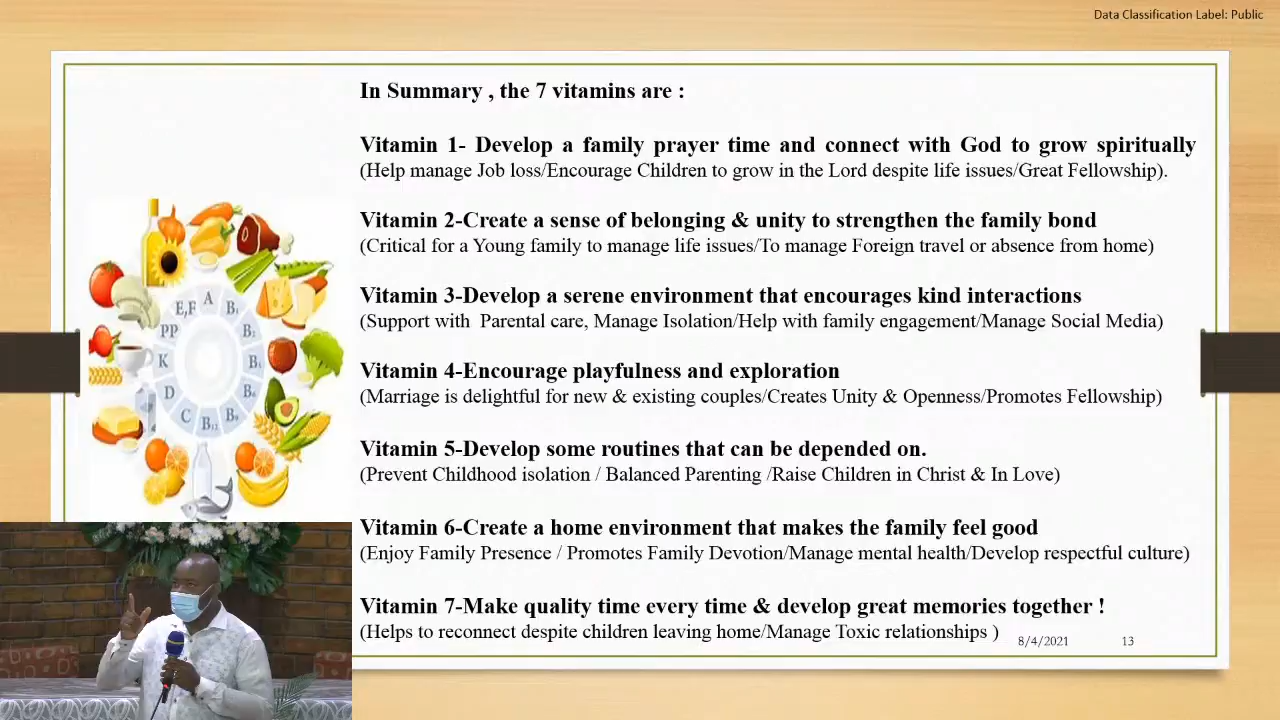 Data Classification Label: Public
In Summary , the 7 vitamins are :
Vitamin 1- Develop a family prayer time and connect with God to grow spiritually
(Help manage Job loss/Encourage Children to grow in the Lord despite life issues/Great Fellowship).
Vitamin 2-Create a sense of belonging & unity to strengthen the family bond
(Critical for a Young family to manage life issues/To manage Foreign travel or absence from home)
Vitamin 3-Develop a serene environment that encourages kind interactions
(Support with Parental care, Manage Isolation/Help with family engagement/Manage Social Media)
Vitamin 4-Encourage playfulness and exploration
(Marriage is delightful for new & existing couples/Creates Unity & Openness/Promotes Fellowship)
Vitamin 5-Develop some routines that can be depended on.
(Prevent Childhood isolation / Balanced Parenting /Raise Children in Christ & In Love)
Vitamin 6-Create a home environment that makes the family feel good
(Enjoy Family Presence / Promotes Family Devotion/Manage mental health/Develop respectful culture)
Vitamin 7-Make quality time every time & develop great memories together !
(Helps to reconnect despite children leaving home/Manage Toxic relationships )
8/4/2021 13
A
B1
B2
B6
B9
B12
C
D
K
PP
E,F